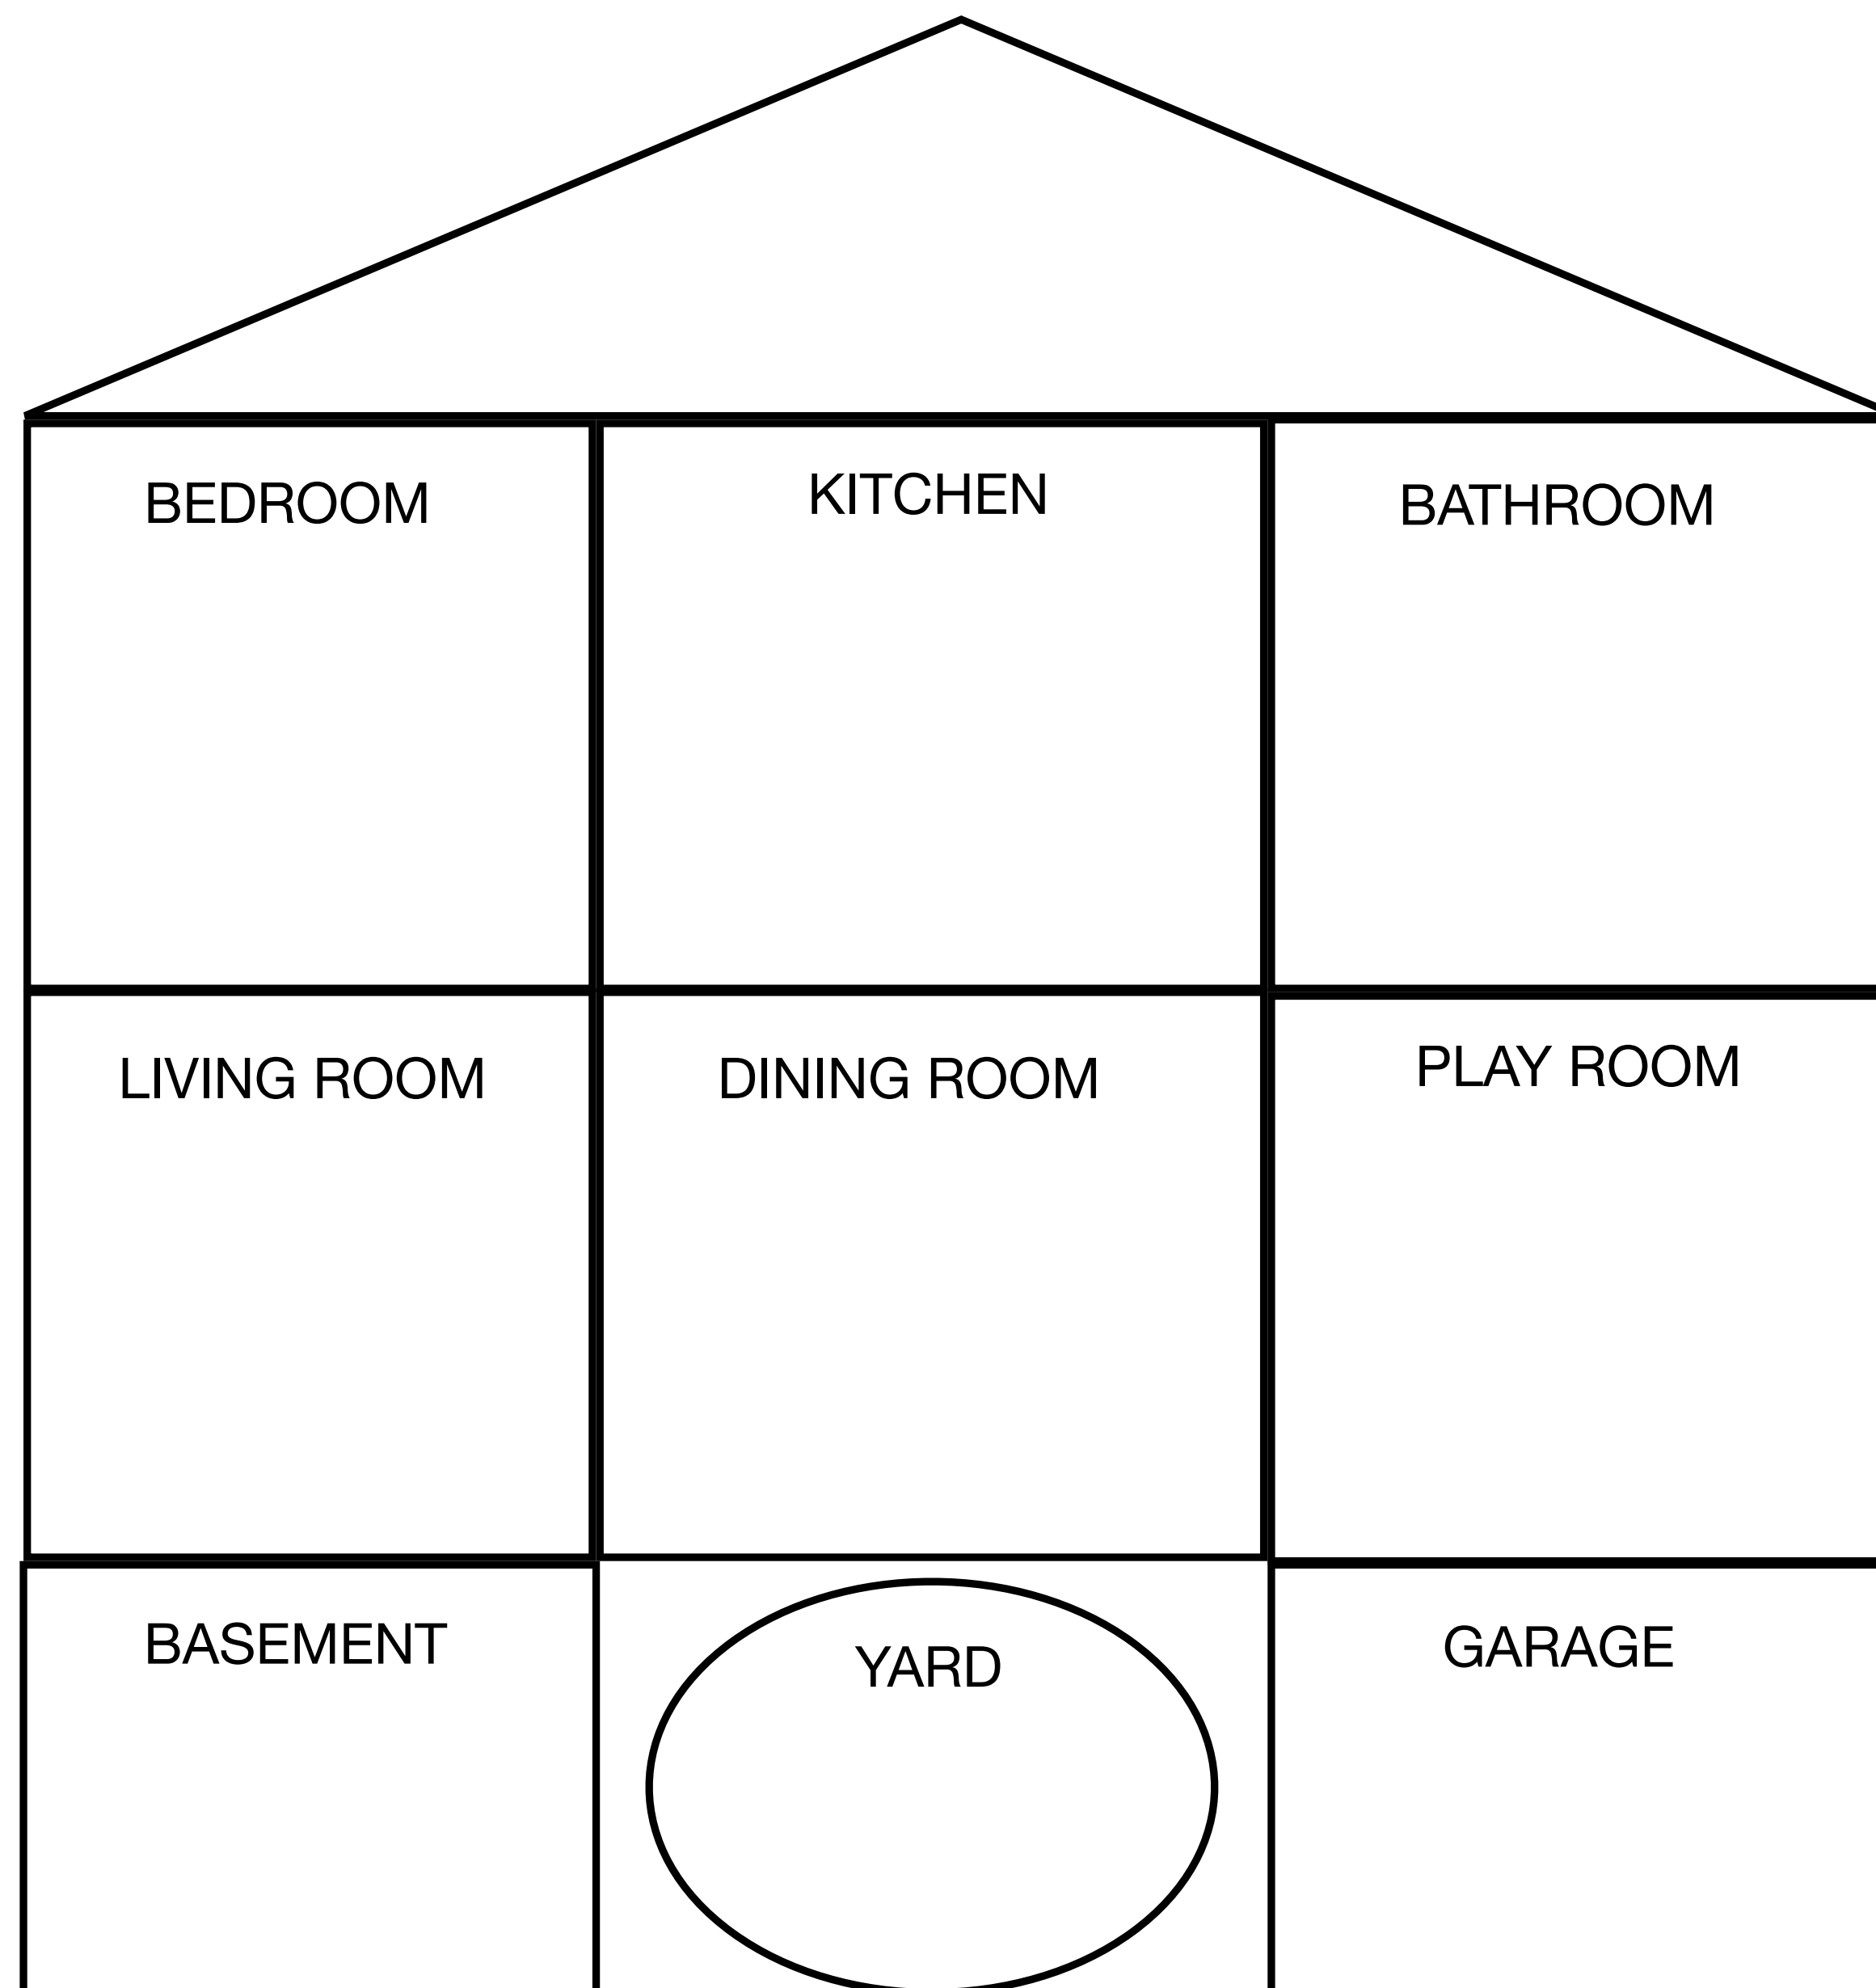 BEDROOM
KITCHEN
BATHROOM
LIVING ROOM
DINING ROOM
PLAY ROOM
BASEMENT
YARD
GARAGE